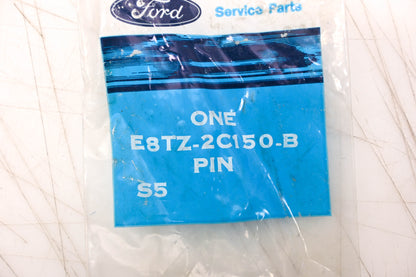 Ford
Service Parts
ONE
E8TZ-2C150-B
PIN
S5